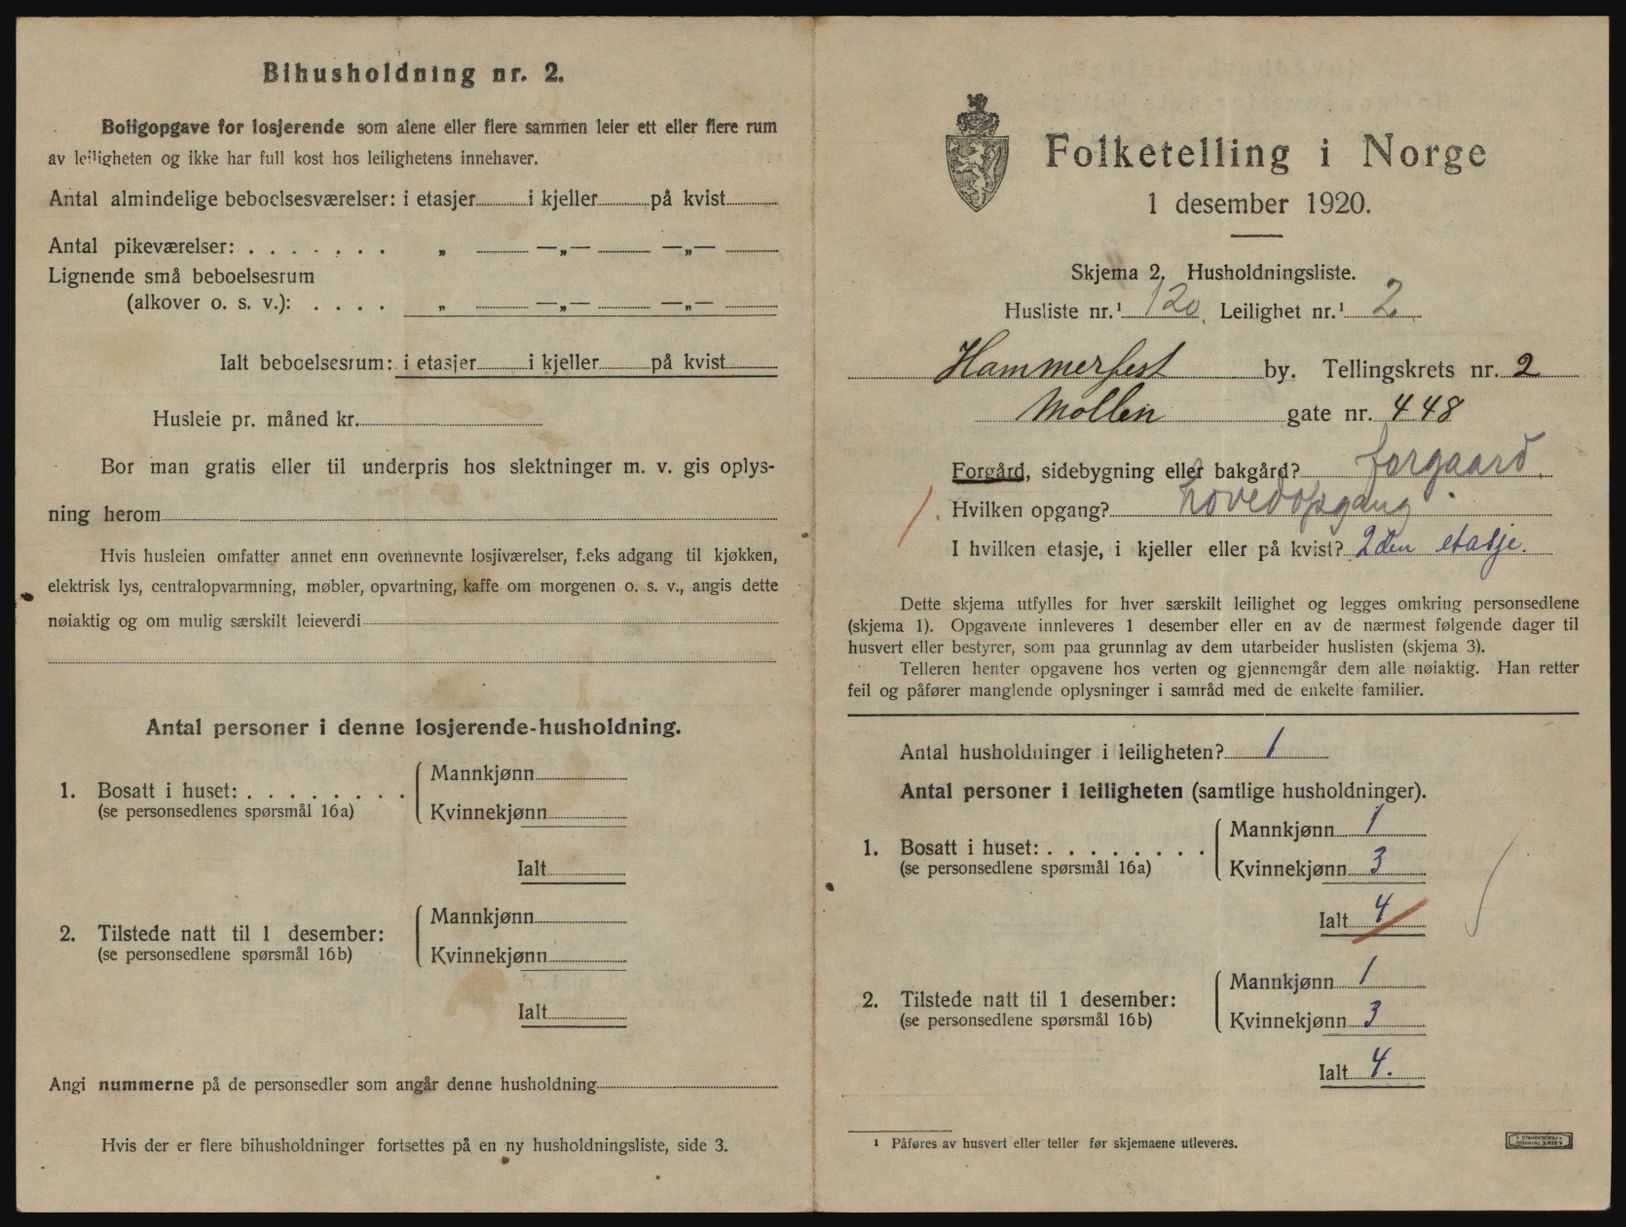 Bihusholdning nr. 2.
Boligopgave for losjerende som alene eller flere sammen leier ett eller flere rum
av leiligheten og ikke har full kost hos leilighetens innehaver.
Antal almindelige beboelsesværelser: i etasjer i kjeller på kvist
Antal pikeværelser: . . . . . . . „ —„— —„—
Lignende små beboelsesrum
(alkover o. s. v.): . . . . „ —„— —„—
Ialt beboelsesrum: i etasjer i kjeller på kvist
Husleie pr. måned kr.
Bor man gratis eller til underpris hos slektninger m. v. gis oplys-
ning herom
Hvis husleien omfatter annet enn ovennevnte losjiværelser, f.eks adgang til kjøkken,
elektrisk lys, centralopvarmning, møbler, opvartning, kaffe om morgenen o. s. v., angis dette
nøiaktig og om mulig særskilt leieverdi
Antal personer i denne losjerende-husholdning.
1. Bosatt i huset: . . . . . . . .
(se personsedlenes spørsmål 16a)
Mannkjønn
Kvinnekjønn
Ialt
2. Tilstede natt til 1 desember:
(se personsedlene spørsmål 16b)
Mannkjønn
Kvinnekjønn
Ialt
Angi nummerne på de personsedler som angår denne husholdning
Hvis der er flere bihusholdninger fortsettes på en ny husholdningsliste, side 3.
Folketelling i Norge
1 desember 1920.
Skjema 2. Husholdningsliste.
Husliste nr.¹ 120. Leilighet nr.¹ 2.
Hammerfest by. Tellingskrets nr. 2
Mollen gate nr. 448
Forgård, sidebygning eller bakgård? forgaard.
1. Hvilken opgang? hovedopgang.
I hvilken etasje, i kjeller eller på kvist? 2den etasje.
Dette skjema utfylles for hver særskilt leilighet og legges omkring personsedlene
(skjema 1). Opgavene innleveres 1 desember eller en av de nærmest følgende dager til
husvert eller bestyrer, som paa grunnlag av dem utarbeider huslisten (skjema 3).
Telleren henter opgavene hos verten og gjennemgår dem alle nøiaktig. Han retter
feil og påfører manglende oplysninger i samråd med de enkelte familier.
Antal husholdninger i leiligheten? 1
Antal personer i leiligheten (samtlige husholdninger).
1. Bosatt i huset: . . . . . . . .
(se personsedlene spørsmål 16a)
Mannkjønn 1
Kvinnekjønn 3
Ialt 4
2. Tilstede natt til 1 desember:
(se personsedlene spørsmål 16b)
Mannkjønn 1
Kvinnekjønn 3
Ialt 4.
¹ Påføres av husvert eller teller før skjemaene utleveres.